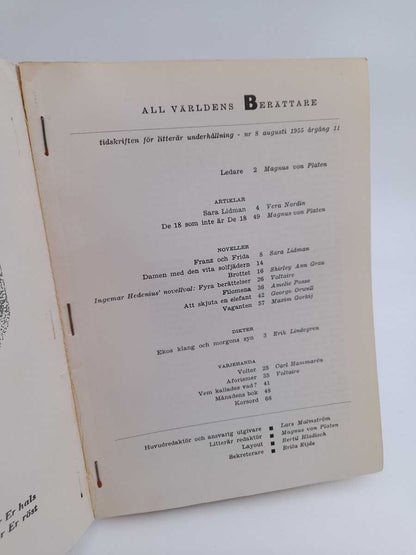 ALL VÄRLDENS BERÄTTARE
tidskriften för litterär underhållning - nr 8 augusti 1955 årgång 11
Ledare 2 Magnus von Platen
ARTIKLAR
Sara Lidman 4 Vera Nordin
De 18 som inte är De 18 49 Magnus von Platen
NOVELLER
Franz och Frida 8 Sara Lidman
Damen med den vita solfjädern 14
Brottet 16 Shirley Ann Grau
Ingemar Hedenius' novellval: Fyra berättelser 26 Voltaire
Filomena 36 Amelie Posse
Att skjuta en elefant 42 George Orwell
Vaganten 57 Maxim Gorkij
DIKTER
Ekos klang och morgons syn 3 Erik Lindegren
VARJEHANDA
Volter 25 Carl Hammarén
Aforismer 35 Voltaire
Vem kallades vad? 41
Månadens bok 48
Korsord 68
Huvudredaktör och ansvarig utgivare Lars Malmström
Litterär redaktör Magnus von Platen
Layout Bertil Hladisch
Sekreterare Brita Eijde
Er hals
r Er röst